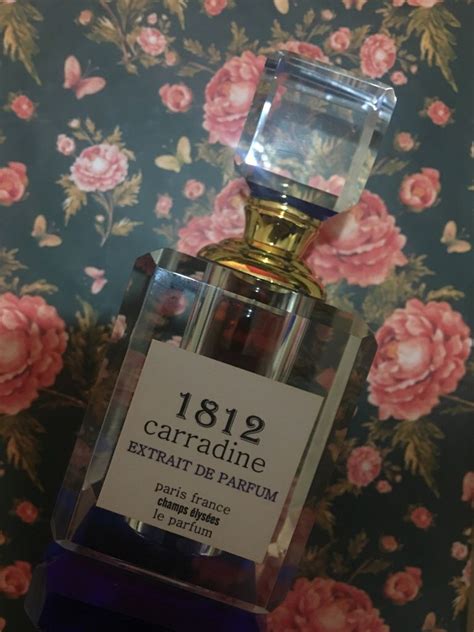 1812
carradine
EXTRAIT DE PARFUM
paris france
champs élysées
le parfum